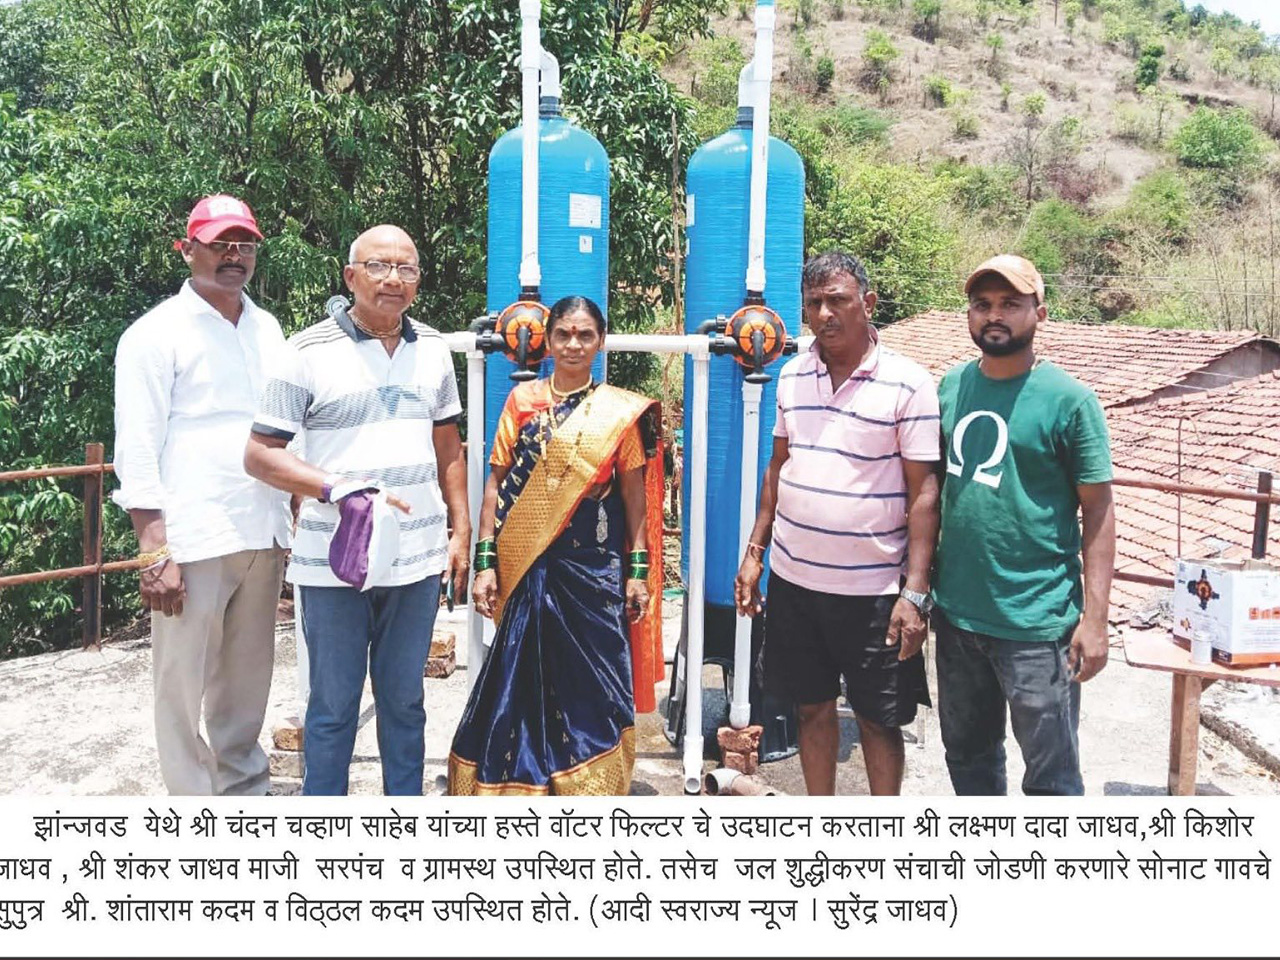 झांन्जवड येथे श्री चंदन चव्हाण साहेब यांच्या हस्ते वॉटर फिल्टर चे उदघाटन करताना श्री लक्ष्मण दादा जाधव,श्री किशोर
जाधव , श्री शंकर जाधव माजी सरपंच व ग्रामस्थ उपस्थित होते. तसेच जल शुद्धीकरण संचाची जोडणी करणारे सोनाट गावचे
सुपुत्र श्री. शांताराम कदम व विठ्ठल कदम उपस्थित होते. (आदी स्वराज्य न्यूज । सुरेंद्र जाधव)